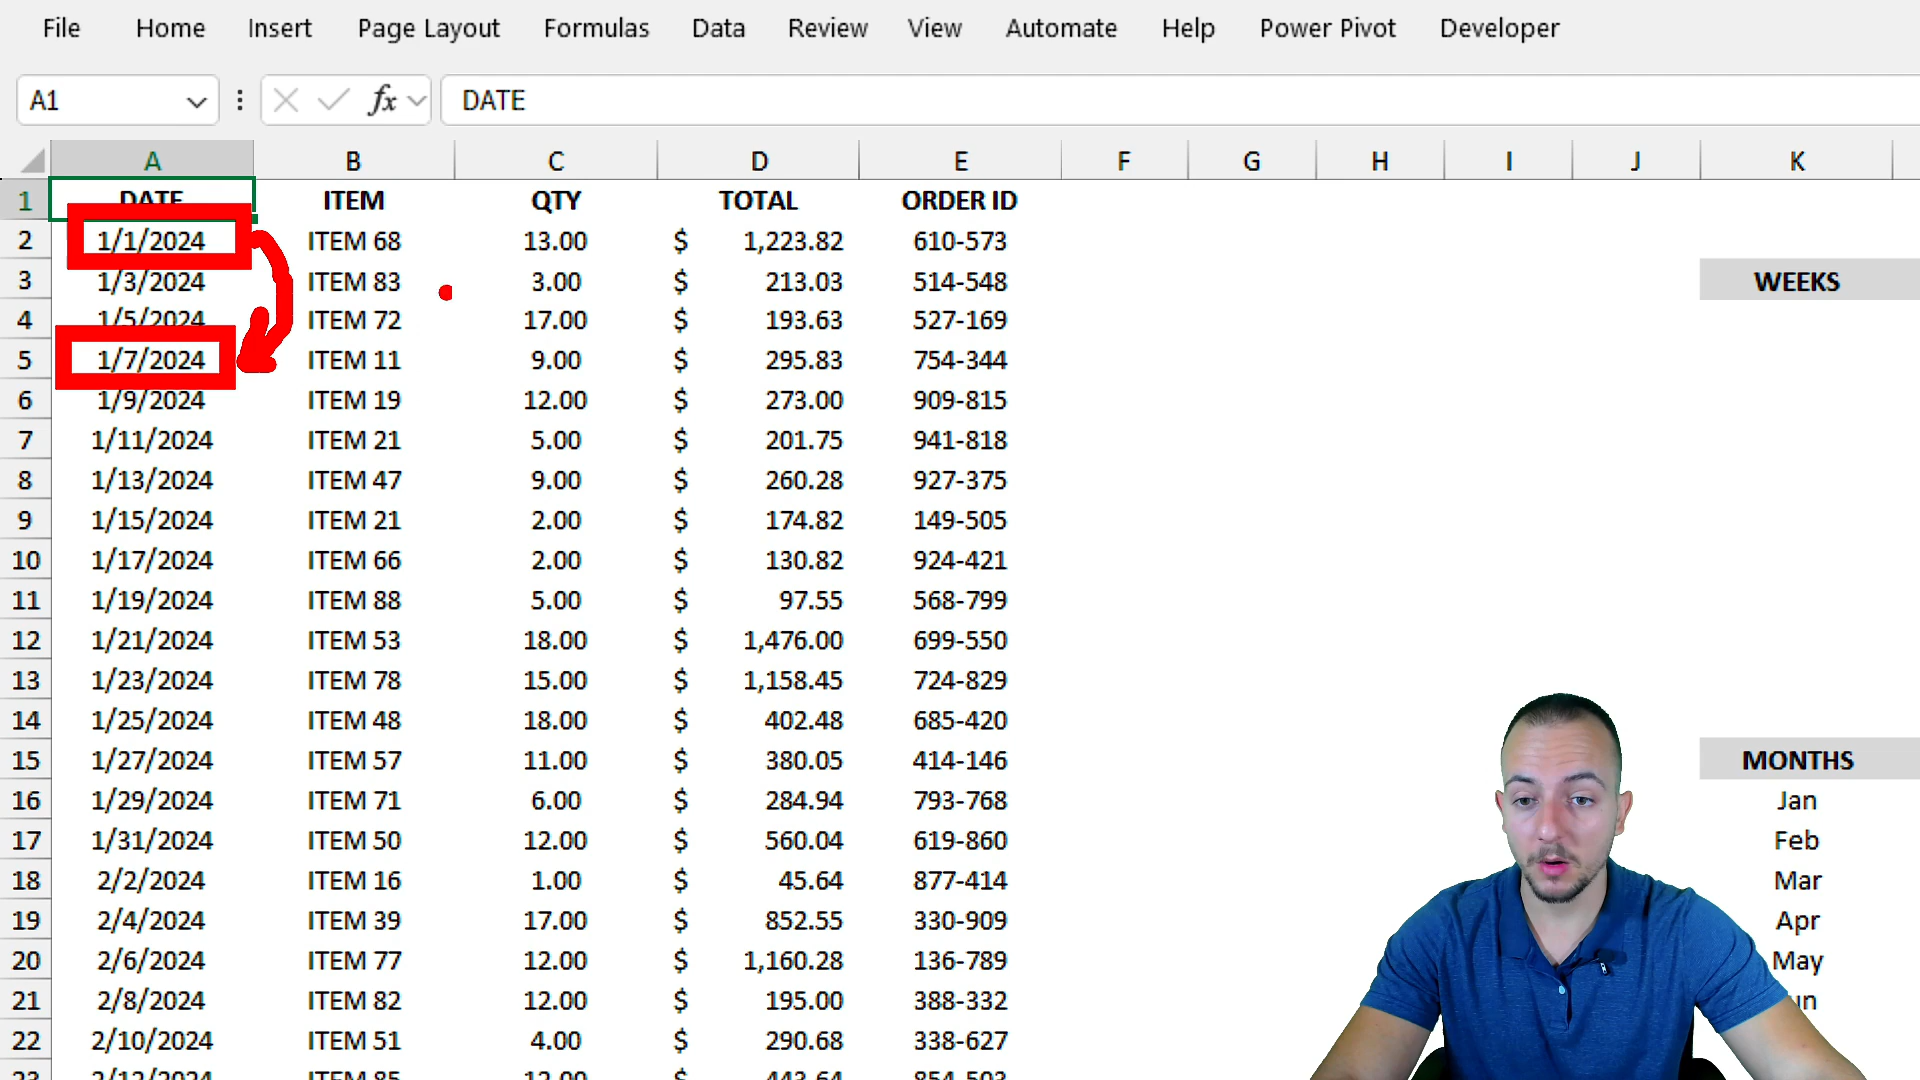 File Home Insert Page Layout Formulas Data Review View Automate Help Power Pivot Developer
A1 fx DATE
A B C D E F G H I J K
1 DATE ITEM QTY TOTAL ORDER ID
2 1/1/2024 ITEM 68 13.00 $ 1,223.82 610-573
3 1/3/2024 ITEM 83 3.00 $ 213.03 514-548 WEEKS
4 1/5/2024 ITEM 72 17.00 $ 193.63 527-169
5 1/7/2024 ITEM 11 9.00 $ 295.83 754-344
6 1/9/2024 ITEM 19 12.00 $ 273.00 909-815
7 1/11/2024 ITEM 21 5.00 $ 201.75 941-818
8 1/13/2024 ITEM 47 9.00 $ 260.28 927-375
9 1/15/2024 ITEM 21 2.00 $ 174.82 149-505
10 1/17/2024 ITEM 66 2.00 $ 130.82 924-421
11 1/19/2024 ITEM 88 5.00 $ 97.55 568-799
12 1/21/2024 ITEM 53 18.00 $ 1,476.00 699-550
13 1/23/2024 ITEM 78 15.00 $ 1,158.45 724-829
14 1/25/2024 ITEM 48 18.00 $ 402.48 685-420
15 1/27/2024 ITEM 57 11.00 $ 380.05 414-146 MONTHS
16 1/29/2024 ITEM 71 6.00 $ 284.94 793-768 Jan
17 1/31/2024 ITEM 50 12.00 $ 560.04 619-860 Feb
18 2/2/2024 ITEM 16 1.00 $ 45.64 877-414 Mar
19 2/4/2024 ITEM 39 17.00 $ 852.55 330-909 Apr
20 2/6/2024 ITEM 77 12.00 $ 1,160.28 136-789 May
21 2/8/2024 ITEM 82 12.00 $ 195.00 388-332
22 2/10/2024 ITEM 51 4.00 $ 290.68 338-627